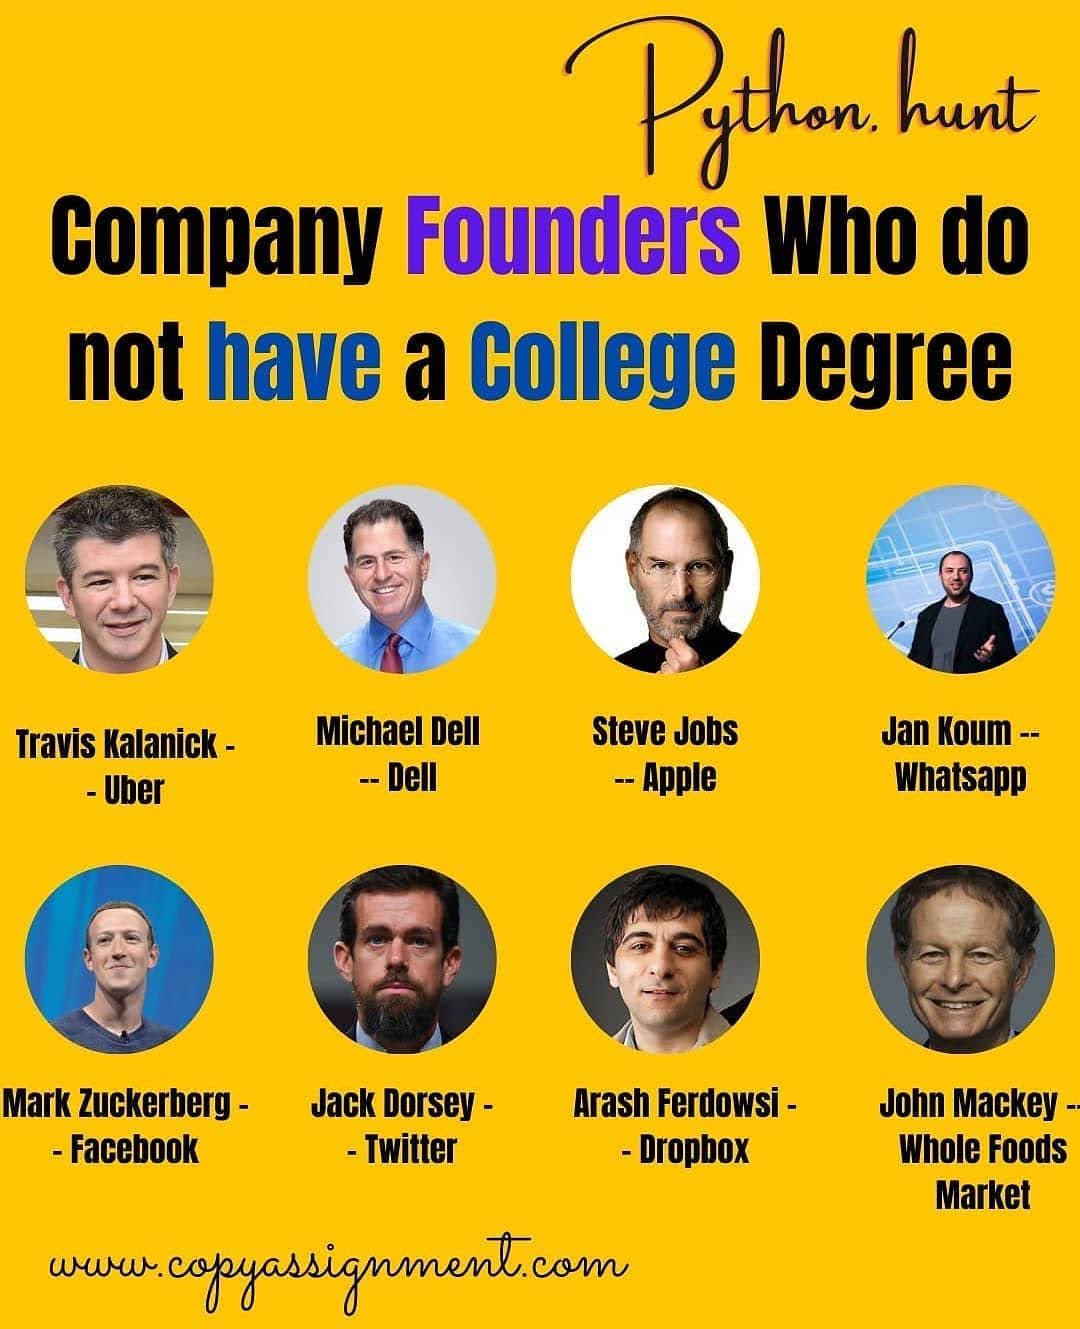 Python.hunt
Company Founders Who do
not have a College Degree
Travis Kalanick -
- Uber
Michael Dell
-- Dell
Steve Jobs
-- Apple
Jan Koum --
Whatsapp
Mark Zuckerberg -
- Facebook
Jack Dorsey -
- Twitter
Arash Ferdowsi -
- Dropbox
John Mackey --
Whole Foods
Market
www.copyassignment.com